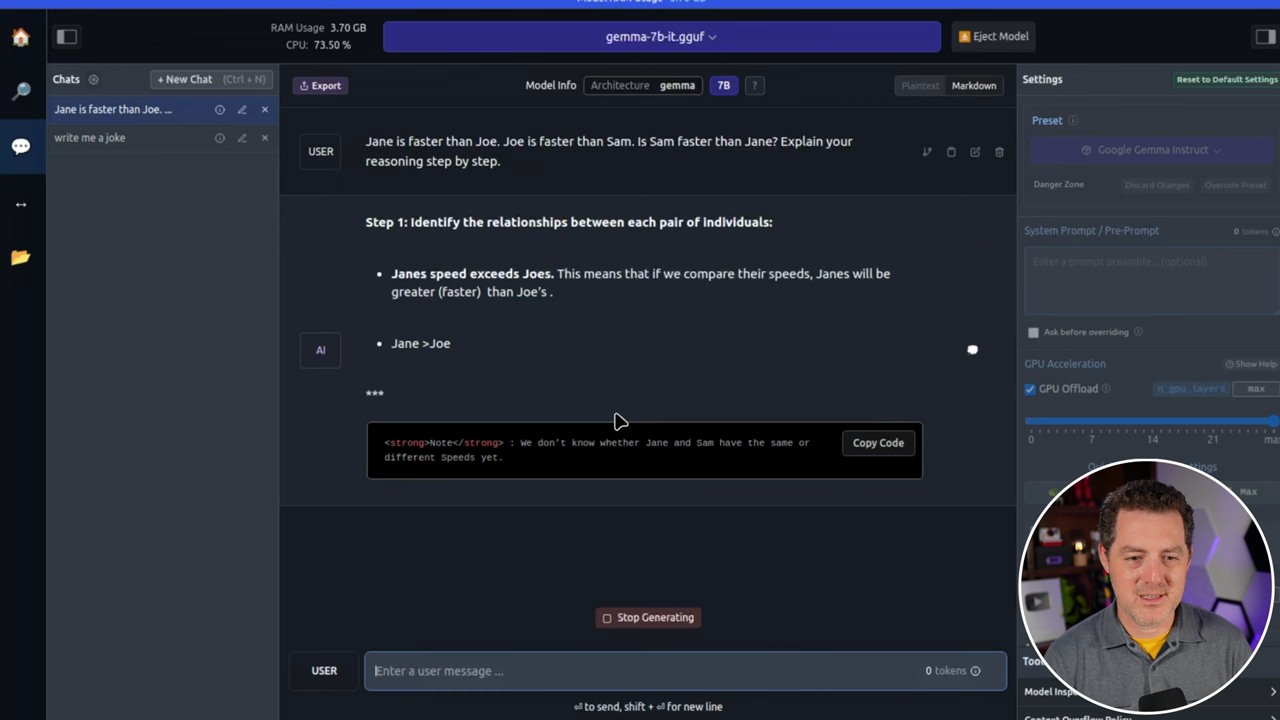 RAM Usage 3.70 GB
CPU: 73.50 %
gemma-7b-it.gguf
Eject Model
Chats
+ New Chat (Ctrl + N)
Export
Model Info Architecture gemma 7B ?
Plaintext Markdown
Settings
Reset to Default Settings
Jane is faster than Joe. ...
write me a joke
USER
Jane is faster than Joe. Joe is faster than Sam. Is Sam faster than Jane? Explain your
reasoning step by step.
Preset
Google Gemma Instruct
Danger Zone Discard Changes Override Preset
Step 1: Identify the relationships between each pair of individuals:
Janes speed exceeds Joes. This means that if we compare their speeds, Janes will be
greater (faster) than Joe's .
AI
Jane >Joe
***
<strong>Note</strong> : We don't know whether Jane and Sam have the same or
different Speeds yet.
Copy Code
System Prompt / Pre-Prompt 0 tokens
Enter a prompt preamble... (optional)
Ask before overriding
GPU Acceleration Show Help
GPU Offload n_gpu_layers max
0 7 14 21 ma
Max
Stop Generating
USER
Enter a user message ...
0 tokens
⏎ to send, shift + ⏎ for new line
Model Insp